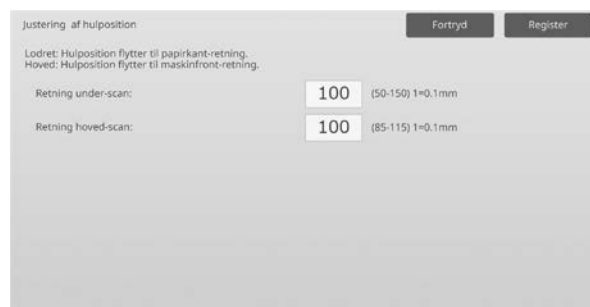 Justering af hulposition
Fortryd
Register
Lodret: Hulposition flytter til papirkant-retning.
Hoved: Hulposition flytter til maskinfront-retning.
Retning under-scan:
100
(50-150) 1=0.1mm
Retning hoved-scan:
100
(85-115) 1=0.1mm